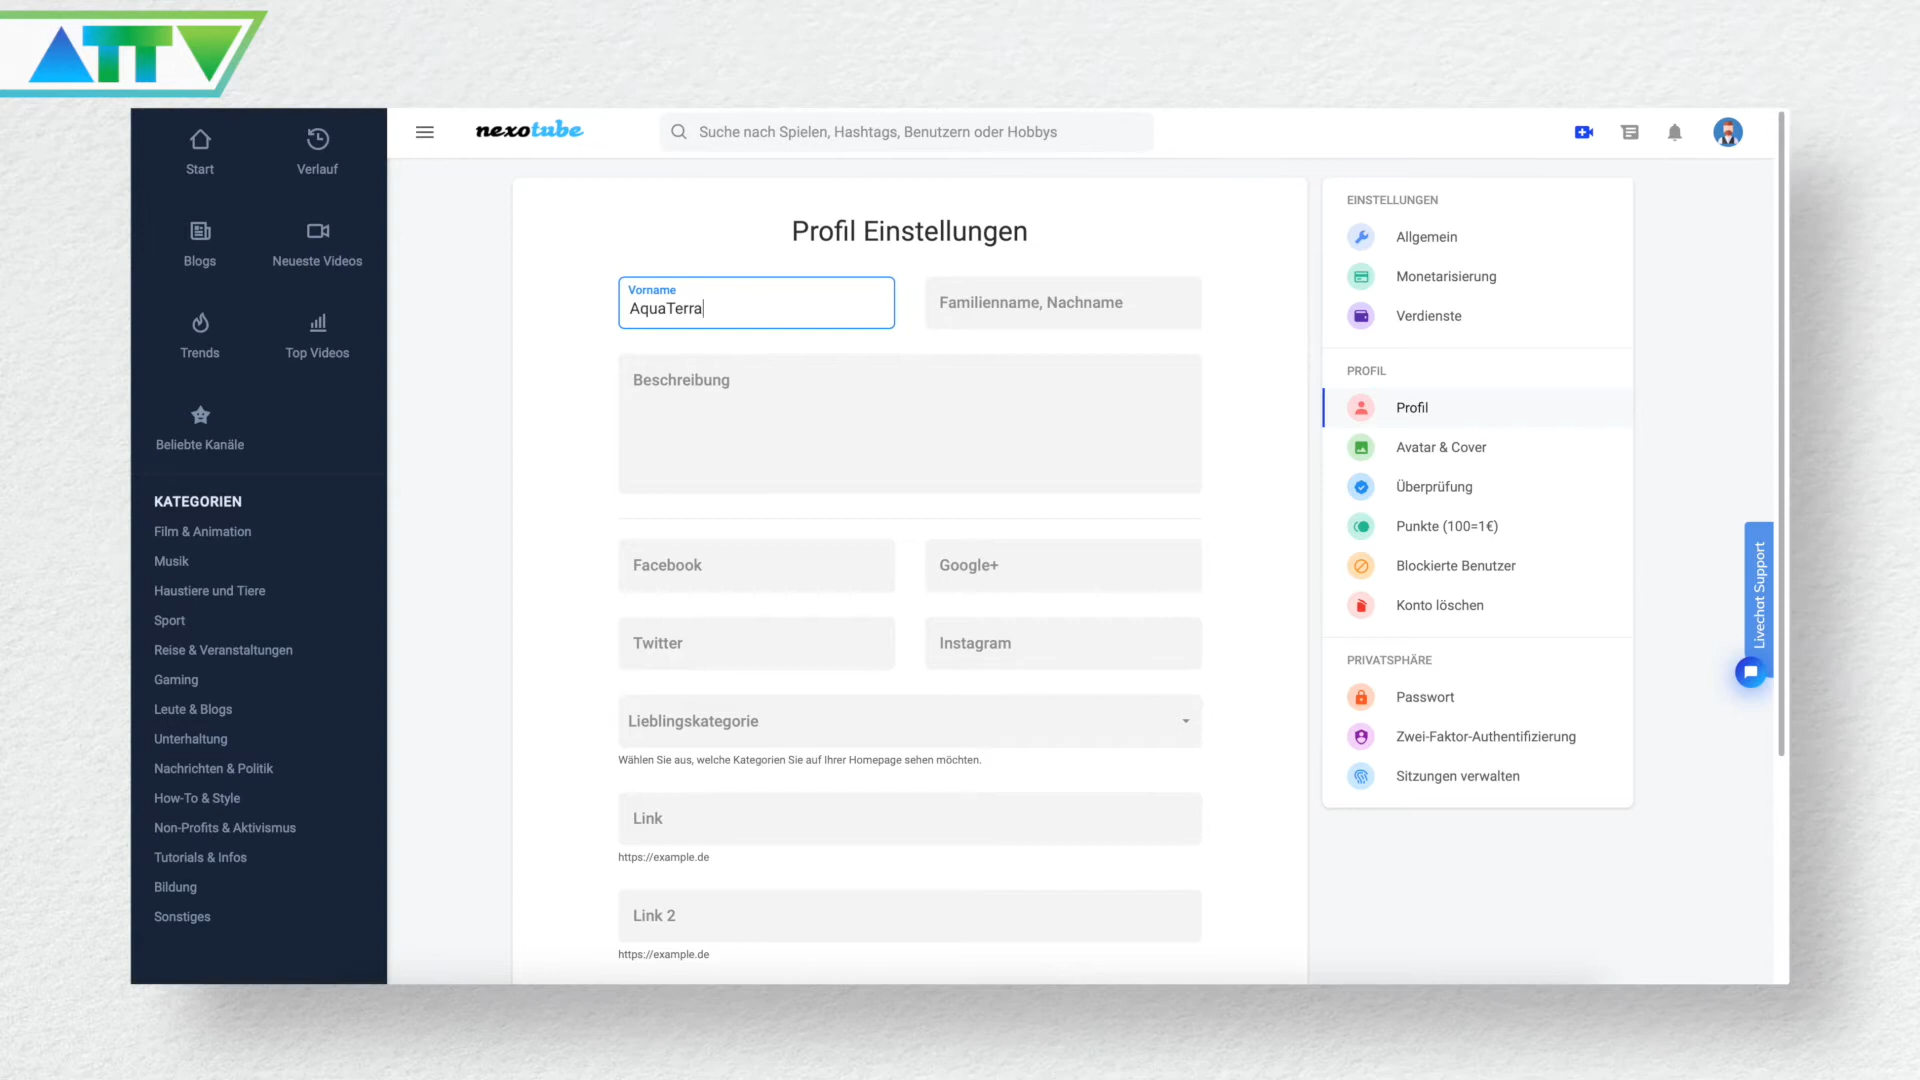 ATTV
Start
Verlauf
Blogs
Neueste Videos
Trends
Top Videos
Beliebte Kanäle
KATEGORIEN
Film & Animation
Musik
Haustiere und Tiere
Sport
Reise & Veranstaltungen
Gaming
Leute & Blogs
Unterhaltung
Nachrichten & Politik
How-To & Style
Non-Profits & Aktivismus
Tutorials & Infos
Bildung
Sonstiges
nexotube
Suche nach Spielen, Hashtags, Benutzern oder Hobbys
Profil Einstellungen
Vorname
AquaTerra
Familienname, Nachname
Beschreibung
Facebook
Google+
Twitter
Instagram
Lieblingskategorie
Wählen Sie aus, welche Kategorien Sie auf Ihrer Homepage sehen möchten.
Link
https://example.de
Link 2
https://example.de
EINSTELLUNGEN
Allgemein
Monetarisierung
Verdienste
PROFIL
Profil
Avatar & Cover
Überprüfung
Punkte (100=1€)
Blockierte Benutzer
Konto löschen
PRIVATSPHÄRE
Passwort
Zwei-Faktor-Authentifizierung
Sitzungen verwalten
Livechat Support